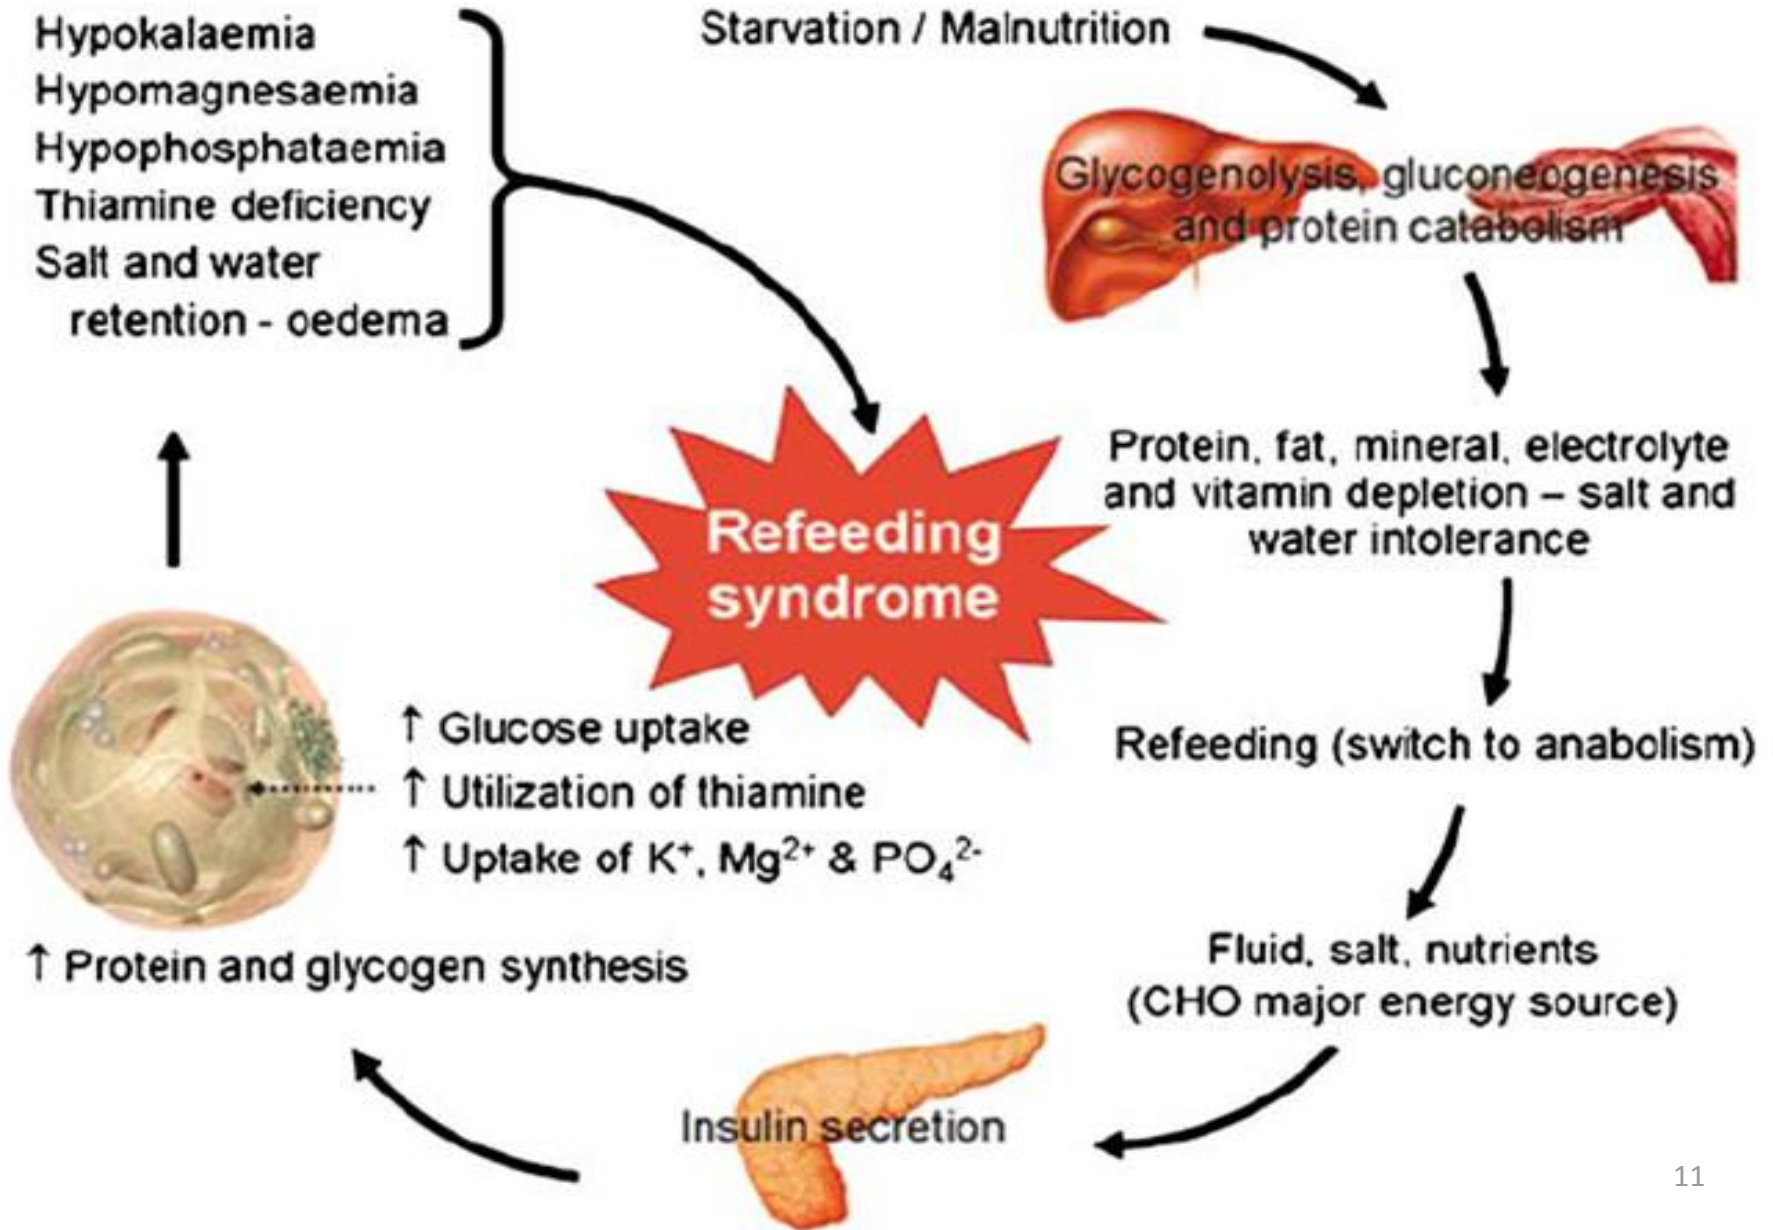 Hypokalaemia
Hypomagnesaemia
Hypophosphataemia
Thiamine deficiency
Salt and water
retention - oedema
Starvation / Malnutrition
Glycogenolysis, gluconeogenesis
and protein catabolism
Protein, fat, mineral, electrolyte
and vitamin depletion – salt and
water intolerance
Refeeding (switch to anabolism)
Fluid, salt, nutrients
(CHO major energy source)
Insulin secretion
↑ Protein and glycogen synthesis
↑ Glucose uptake
↑ Utilization of thiamine
↑ Uptake of K⁺, Mg²⁺ & PO₄²⁻
Refeeding
syndrome
11